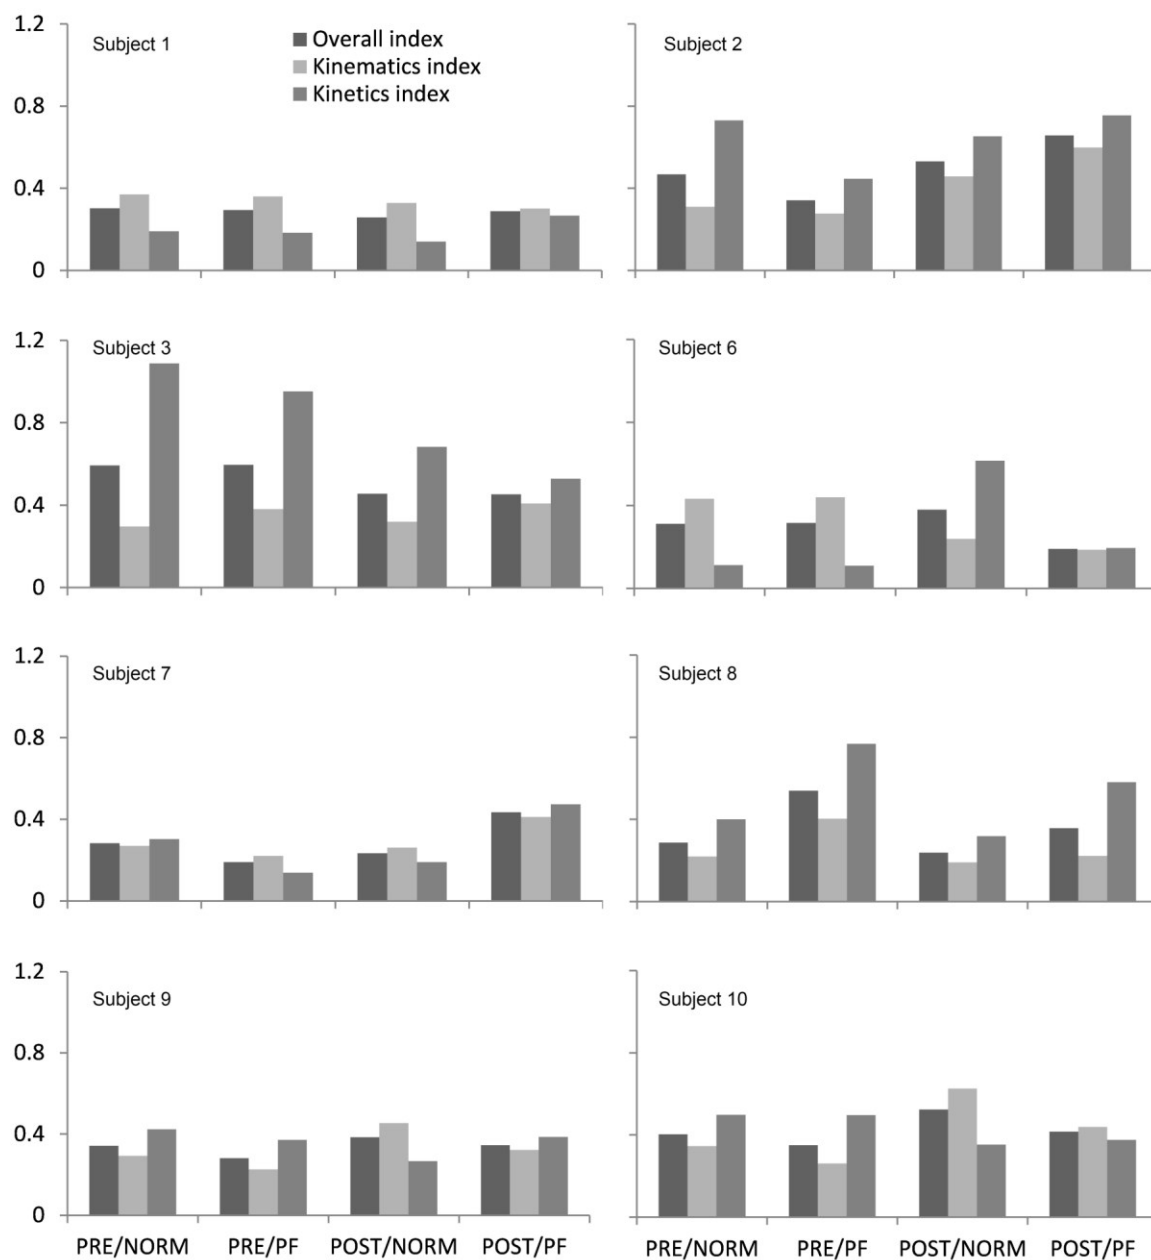 1.2
0.8
0.4
0
Subject 1
Overall index
Kinematics index
Kinetics index
Subject 2
1.2
0.8
0.4
0
Subject 3
Subject 6
1.2
0.8
0.4
0
Subject 7
Subject 8
1.2
0.8
0.4
0
Subject 9
Subject 10
PRE/NORM PRE/PF POST/NORM POST/PF
PRE/NORM PRE/PF POST/NORM POST/PF